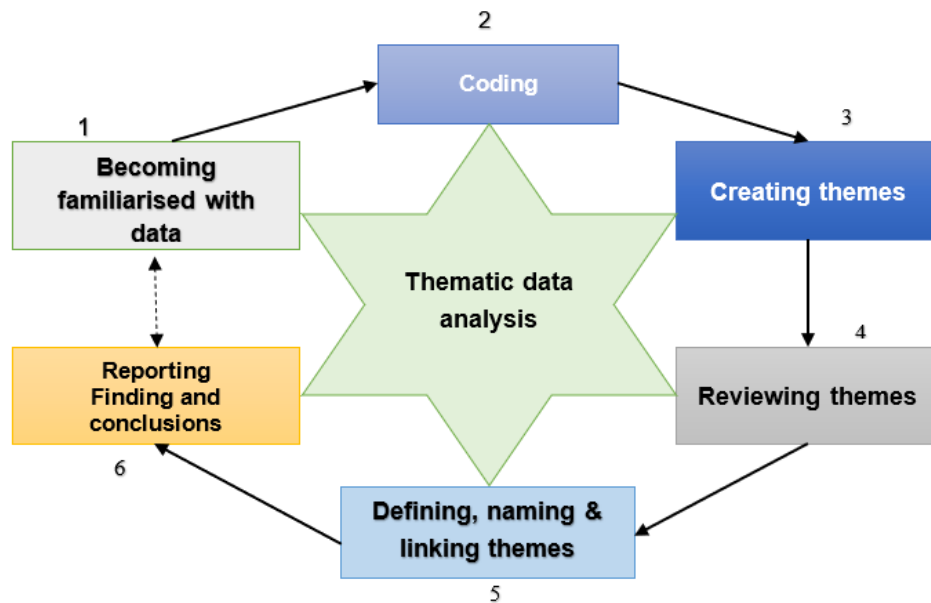 2
Coding
1
Becoming
familiarised with
data
3
Creating themes
Thematic data
analysis
4
Reviewing themes
Reporting
Finding and
conclusions
6
Defining, naming &
linking themes
5